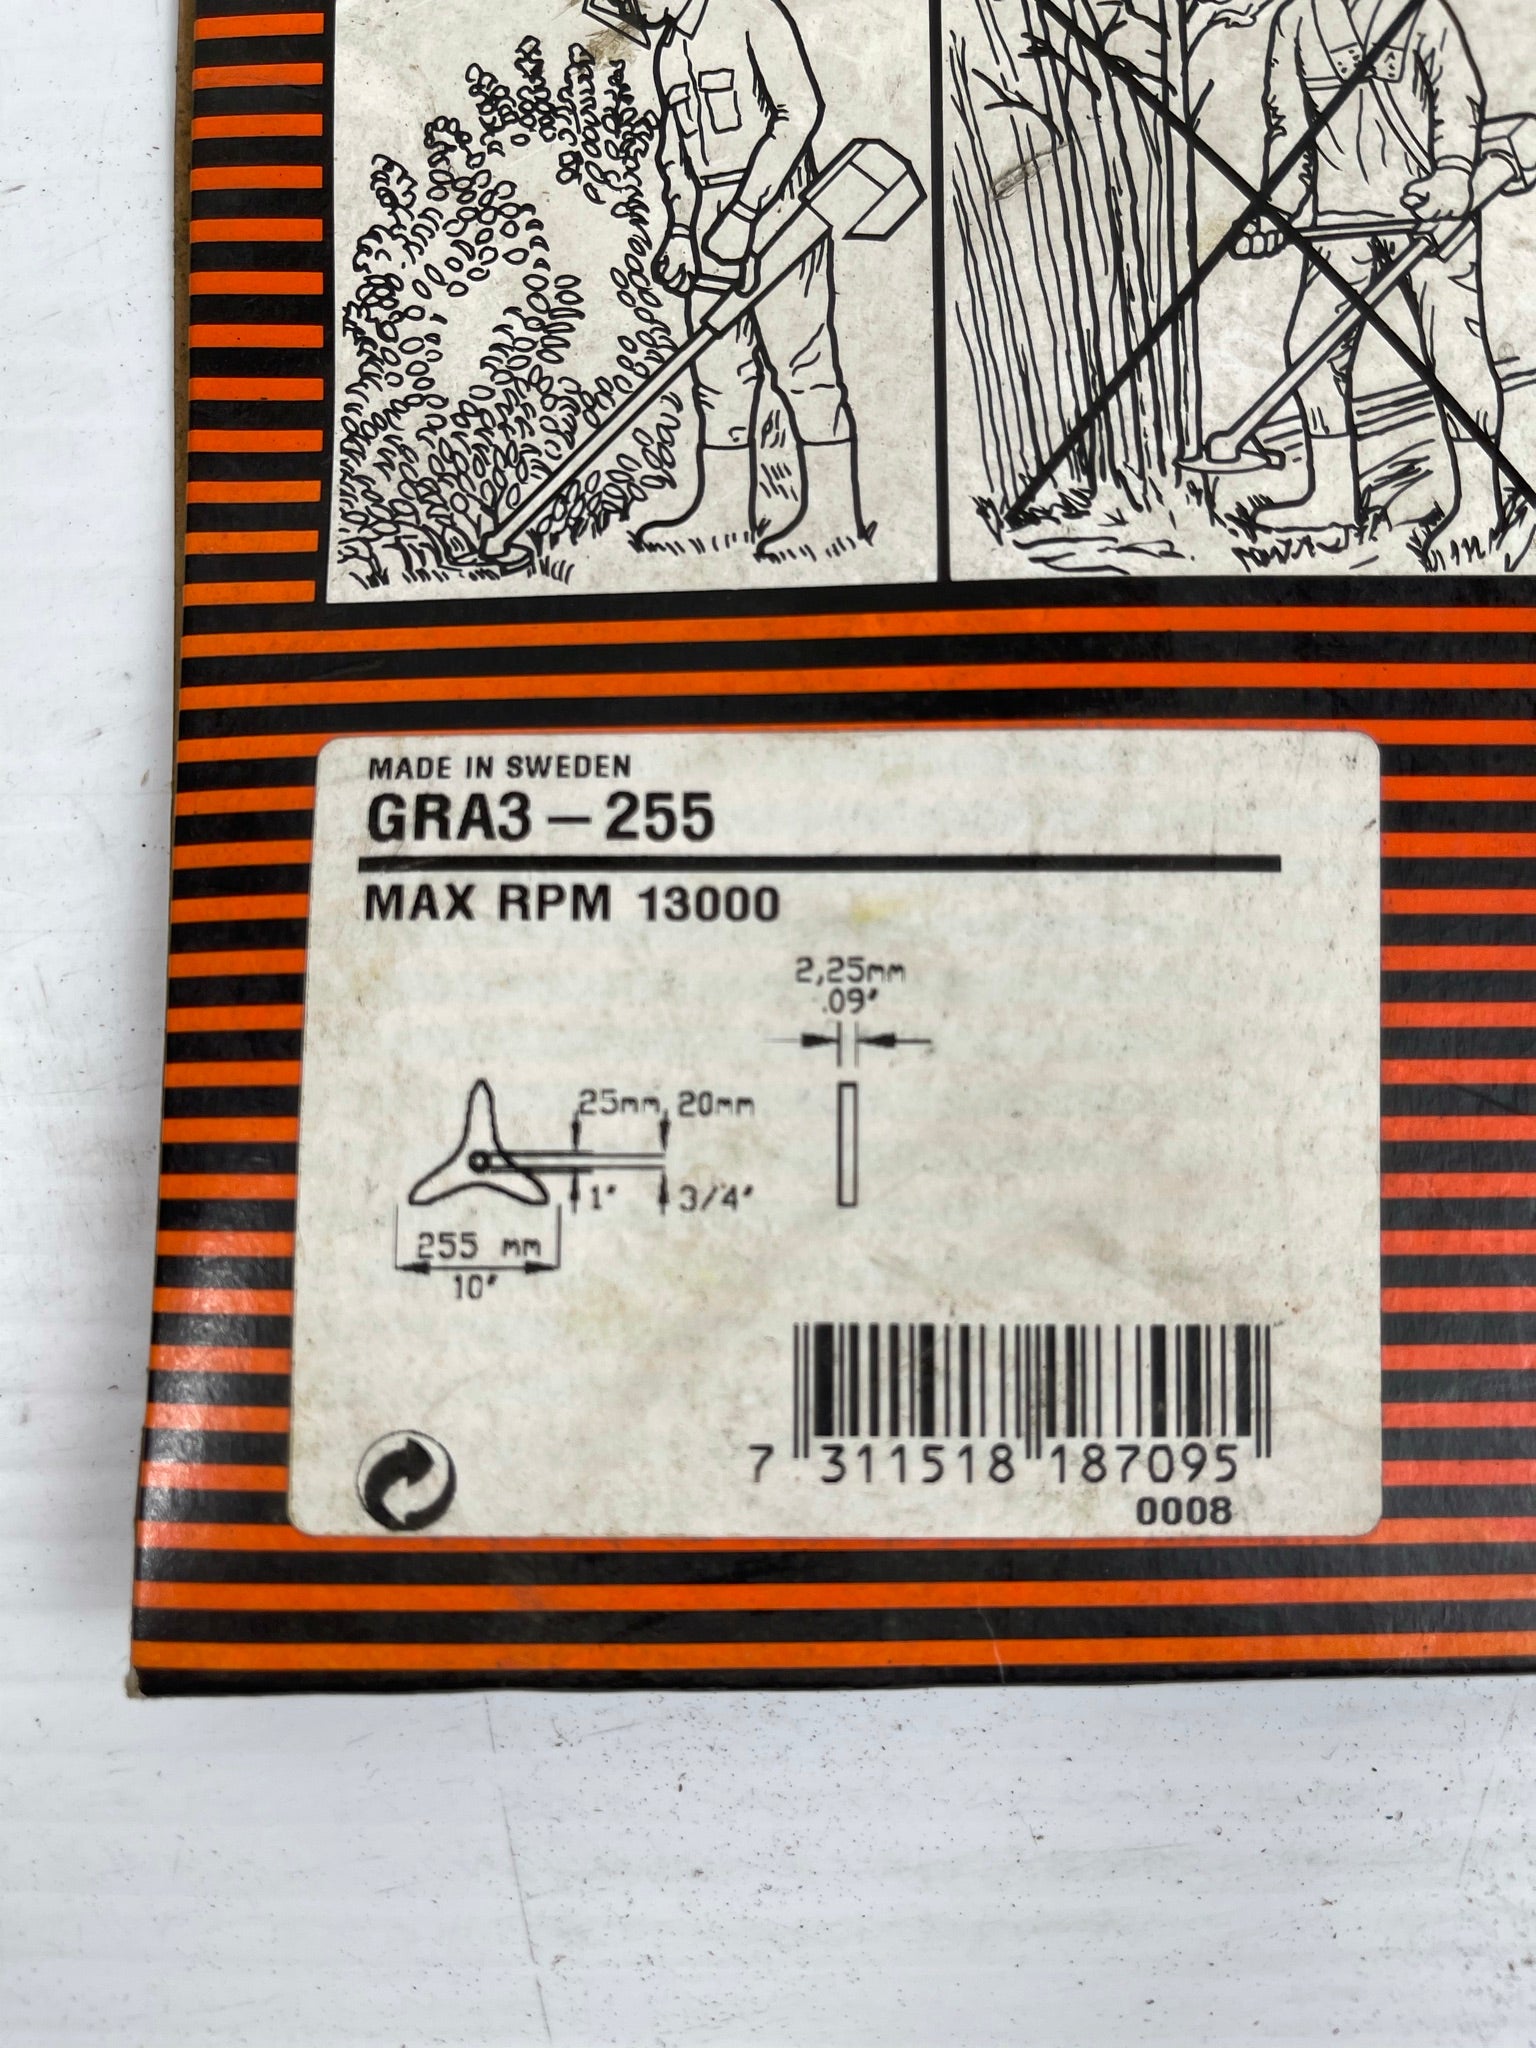 MADE IN SWEDEN
GRA3-255
MAX RPM 13000
2,25mm
.09"
25mm, 20mm
1" 3/4"
255 mm
10"
7 311518 187095
0008